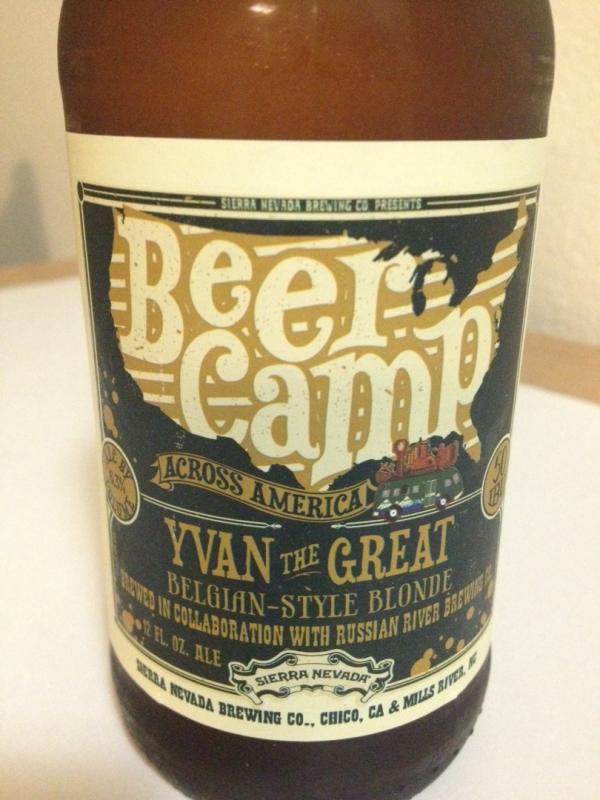 SIERRA NEVADA BREWING CO. PRESENTS
Beer
Camp
ACROSS AMERICA
YVAN THE GREAT
BELGIAN-STYLE BLONDE
BREWED IN COLLABORATION WITH RUSSIAN RIVER BREWING CO
12 FL. OZ. ALE
SIERRA NEVADA
SIERRA NEVADA BREWING CO., CHICO, CA & MILLS RIVER, NC